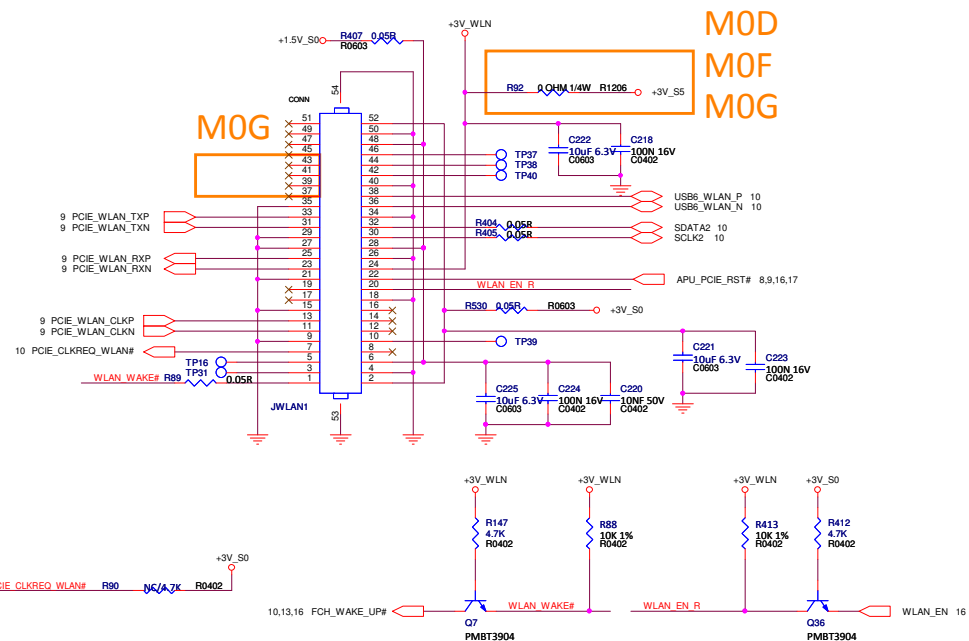 M0D
M0F
M0G
+3V_WLN
+1.5V_S0
R407 0.05R
R0603
R92 0 OHM 1/4W R1206 +3V_S5
M0G
CONN
54
51
49
47
45
43
41
39
37
35
33
31
29
27
25
23
21
19
17
15
13
11
9
7
5
3
1
52
50
48
46
44
42
40
38
36
34
32
30
28
26
24
22
20
18
16
14
12
10
8
6
4
2
53
JWLAN1
C222
10uF 6.3V
C0603
C218
100N 16V
C0402
TP37
TP38
TP40
USB6_WLAN_P 10
USB6_WLAN_N 10
R404 0.05R SDATA2 10
R405 0.05R SCLK2 10
9 PCIE_WLAN_TXP
9 PCIE_WLAN_TXN
9 PCIE_WLAN_RXP
9 PCIE_WLAN_RXN
APU_PCIE_RST# 8,9,16,17
WLAN_EN_R
R530 0.05R R0603 +3V_S0
9 PCIE_WLAN_CLKP
9 PCIE_WLAN_CLKN
10 PCIE_CLKREQ_WLAN#
TP39
TP16
TP31
WLAN_WAKE# R89 0.05R
C221
10uF 6.3V
C0603
C223
100N 16V
C0402
C225
10uF 6.3V
C0603
C224
100N 16V
C0402
C220
10NF 50V
C0402
+3V_WLN
R147
4.7K
R0402
+3V_WLN
R88
10K 1%
R0402
+3V_WLN
R413
10K 1%
R0402
+3V_S0
R412
4.7K
R0402
+3V_S0
CIE_CLKREQ_WLAN# R90 NC/4.7K R0402
10,13,16 FCH_WAKE_UP#
WLAN_WAKE#
WLAN_EN_R
WLAN_EN 16
Q7
PMBT3904
Q36
PMBT3904